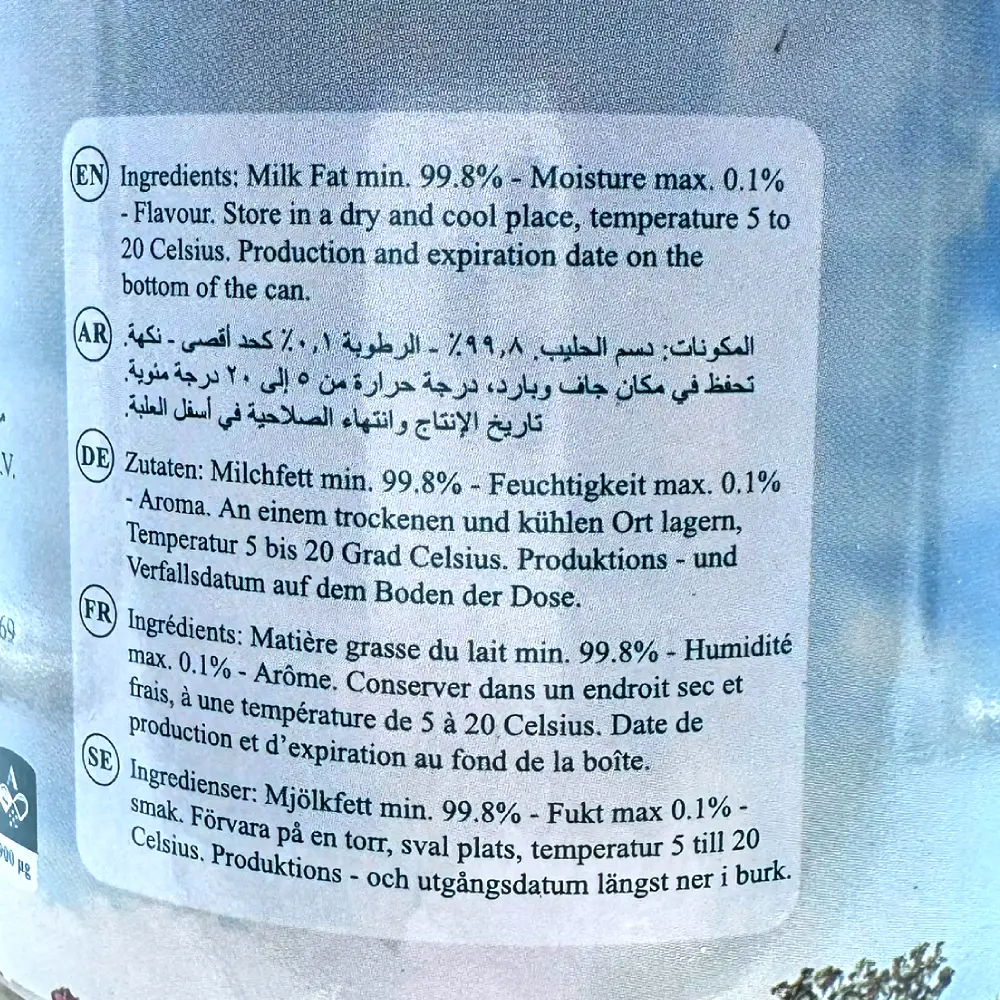 EN Ingredients: Milk Fat min. 99.8% - Moisture max. 0.1%
- Flavour. Store in a dry and cool place, temperature 5 to
20 Celsius. Production and expiration date on the
bottom of the can.
AR المكونات: دسم الحليب ٩٩,٨٪ - الرطوبة ٠,١٪ كحد أقصى - نكهة.
تحفظ في مكان جاف وبارد، درجة حرارة من ٥ إلى ٢٠ درجة مئوية.
تاريخ الإنتاج وانتهاء الصلاحية في أسفل العلبة.
DE Zutaten: Milchfett min. 99.8% - Feuchtigkeit max. 0.1%
- Aroma. An einem trockenen und kühlen Ort lagern,
Temperatur 5 bis 20 Grad Celsius. Produktions - und
Verfallsdatum auf dem Boden der Dose.
FR Ingrédients: Matière grasse du lait min. 99.8% - Humidité
max. 0.1% - Arôme. Conserver dans un endroit sec et
frais, à une température de 5 à 20 Celsius. Date de
production et d'expiration au fond de la boîte.
SE Ingredienser: Mjölkfett min. 99.8% - Fukt max 0.1% -
smak. Förvara på en torr, sval plats, temperatur 5 till 20
Celsius. Produktions - och utgångsdatum längst ner i burk.
V.
69
A
00 µg